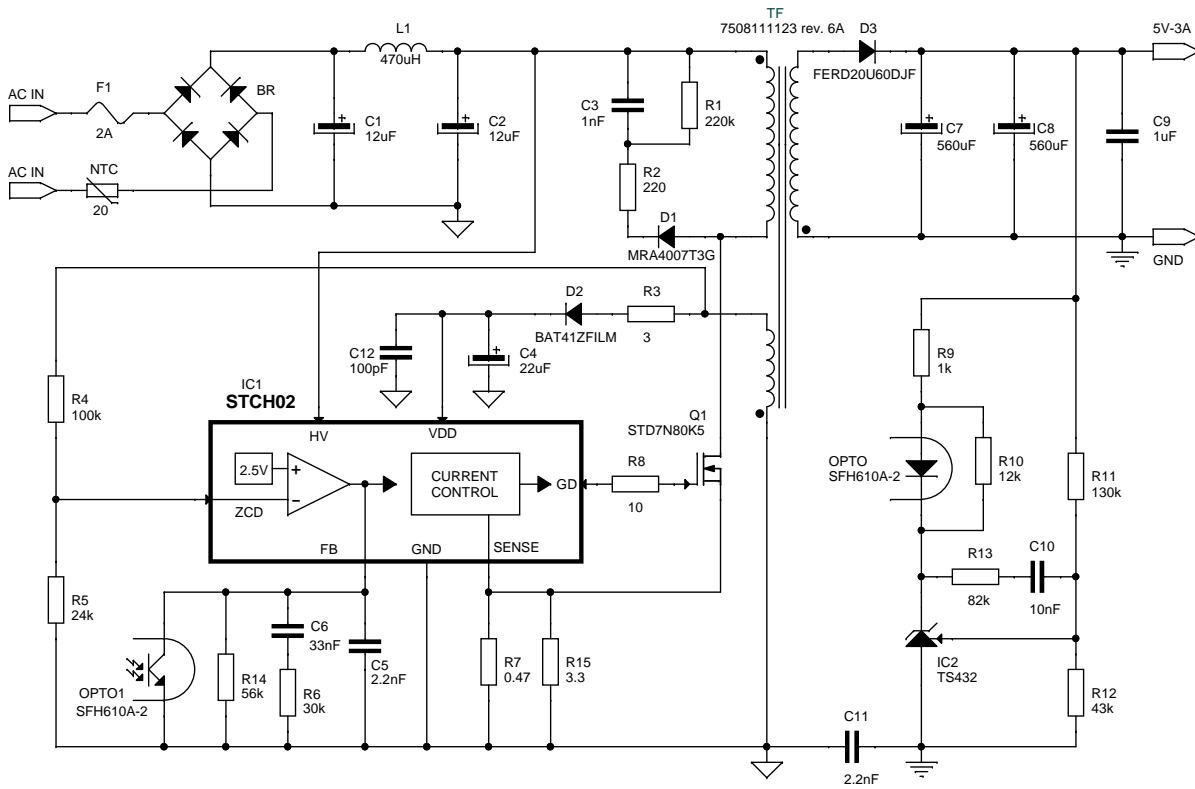 TF
7508111123 rev. 6A
L1
470uH
D3
FERD20U60DJF
5V-3A
AC IN
F1
2A
BR
C1
12uF
C2
12uF
C3
1nF
R1
220k
C7
560uF
C8
560uF
C9
1uF
AC IN
NTC
20
R2
220
D1
MRA4007T3G
GND
D2
BAT41ZFILM
R3
3
C12
100pF
C4
22uF
R9
1k
R4
100k
IC1
STCH02
HV
VDD
Q1
STD7N80K5
2.5V
+
−
ZCD
CURRENT
CONTROL
GD
R8
10
OPTO
SFH610A-2
R10
12k
R11
130k
FB
GND
SENSE
R13
82k
C10
10nF
R5
24k
C6
33nF
C5
2.2nF
R7
0.47
R15
3.3
IC2
TS432
OPTO1
SFH610A-2
R14
56k
R6
30k
R12
43k
C11
2.2nF